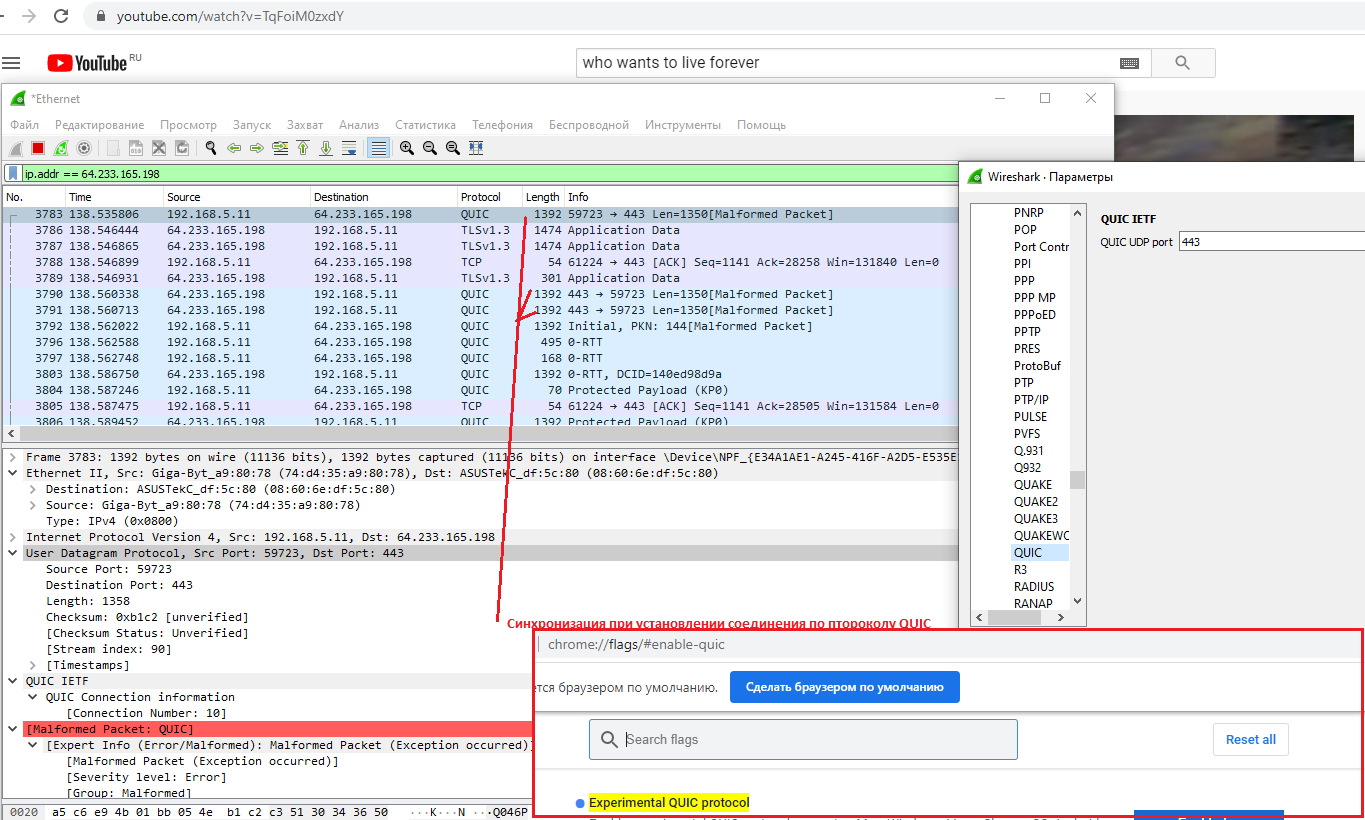 youtube.com/watch?v=TqFoiM0zxdY
YouTube RU
who wants to live forever
*Ethernet
Файл Редактирование Просмотр Запуск Захват Анализ Статистика Телефония Беспроводной Инструменты Помощь
ip.addr == 64.233.165.198
No. Time Source Destination Protocol Length Info
3783 138.535806 192.168.5.11 64.233.165.198 QUIC 1392 59723 → 443 Len=1350[Malformed Packet]
3786 138.546444 64.233.165.198 192.168.5.11 TLSv1.3 1474 Application Data
3787 138.546865 64.233.165.198 192.168.5.11 TLSv1.3 1474 Application Data
3788 138.546899 192.168.5.11 64.233.165.198 TCP 54 61224 → 443 [ACK] Seq=1141 Ack=28258 Win=131840 Len=0
3789 138.546931 64.233.165.198 192.168.5.11 TLSv1.3 301 Application Data
3790 138.560338 64.233.165.198 192.168.5.11 QUIC 1392 443 → 59723 Len=1350[Malformed Packet]
3791 138.560713 64.233.165.198 192.168.5.11 QUIC 1392 443 → 59723 Len=1350[Malformed Packet]
3792 138.562022 192.168.5.11 64.233.165.198 QUIC 1392 Initial, PKN: 144[Malformed Packet]
3796 138.562588 192.168.5.11 64.233.165.198 QUIC 495 0-RTT
3797 138.562748 192.168.5.11 64.233.165.198 QUIC 168 0-RTT
3803 138.586750 64.233.165.198 192.168.5.11 QUIC 1392 0-RTT, DCID=140ed98d9a
3804 138.587246 192.168.5.11 64.233.165.198 QUIC 70 Protected Payload (KP0)
3805 138.587475 192.168.5.11 64.233.165.198 TCP 54 61224 → 443 [ACK] Seq=1141 Ack=28505 Win=131584 Len=0
3806 138.589452 64.233.165.198 192.168.5.11 QUIC 1392 Protected Payload (KP0)
Frame 3783: 1392 bytes on wire (11136 bits), 1392 bytes captured (11136 bits) on interface \Device\NPF_{E34A1AE1-A245-416F-A2D5-E535E
Ethernet II, Src: Giga-Byt_a9:80:78 (74:d4:35:a9:80:78), Dst: ASUSTekC_df:5c:80 (08:60:6e:df:5c:80)
Destination: ASUSTekC_df:5c:80 (08:60:6e:df:5c:80)
Source: Giga-Byt_a9:80:78 (74:d4:35:a9:80:78)
Type: IPv4 (0x0800)
Internet Protocol Version 4, Src: 192.168.5.11, Dst: 64.233.165.198
User Datagram Protocol, Src Port: 59723, Dst Port: 443
Source Port: 59723
Destination Port: 443
Length: 1358
Checksum: 0xb1c2 [unverified]
[Checksum Status: Unverified]
[Stream index: 90]
[Timestamps]
QUIC IETF
QUIC Connection information
[Connection Number: 10]
[Malformed Packet: QUIC]
[Expert Info (Error/Malformed): Malformed Packet (Exception occurred)]
[Malformed Packet (Exception occurred)]
[Severity level: Error]
[Group: Malformed]
0020 a5 c6 e9 4b 01 bb 05 4e b1 c2 c3 51 30 34 36 50 ···K···N ···Q046P
Wireshark · Параметры
PNRP
POP
Port Contr
PPI
PPP
PPP MP
PPPoED
PPTP
PRES
ProtoBuf
PTP
PTP/IP
PULSE
PVFS
Q.931
Q932
QUAKE
QUAKE2
QUAKE3
QUAKEWO
QUIC
R3
RADIUS
RANAP
QUIC IETF
QUIC UDP port 443
Синхронизация при установлении соединения по птороколу QUIC
chrome://flags/#enable-quic
ется браузером по умолчанию.
Сделать браузером по умолчанию
Search flags
Reset all
Experimental QUIC protocol